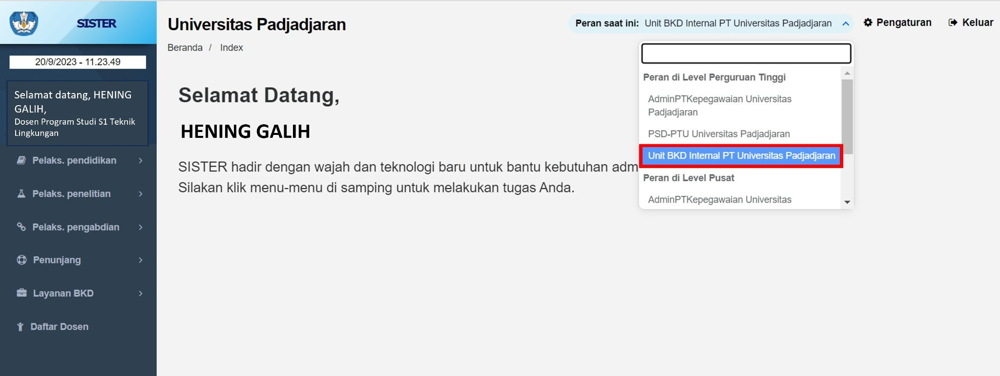 SISTER
20/9/2023 - 11.23.49
Selamat datang, HENING
GALIH,
Dosen Program Studi S1 Teknik
Lingkungan
Pelaks. pendidikan
Pelaks. penelitian
Pelaks. pengabdian
Penunjang
Layanan BKD
Daftar Dosen
Universitas Padjadjaran
Beranda / Index
Peran saat ini: Unit BKD Internal PT Universitas Padjadjaran
Pengaturan
Keluar
Peran di Level Perguruan Tinggi
AdminPTKepegawaian Universitas
Padjadjaran
PSD-PTU Universitas Padjadjaran
Unit BKD Internal PT Universitas Padjadjaran
Peran di Level Pusat
AdminPTKepegawaian Universitas
Selamat Datang,
HENING GALIH
SISTER hadir dengan wajah dan teknologi baru untuk bantu kebutuhan adm
Silakan klik menu-menu di samping untuk melakukan tugas Anda.